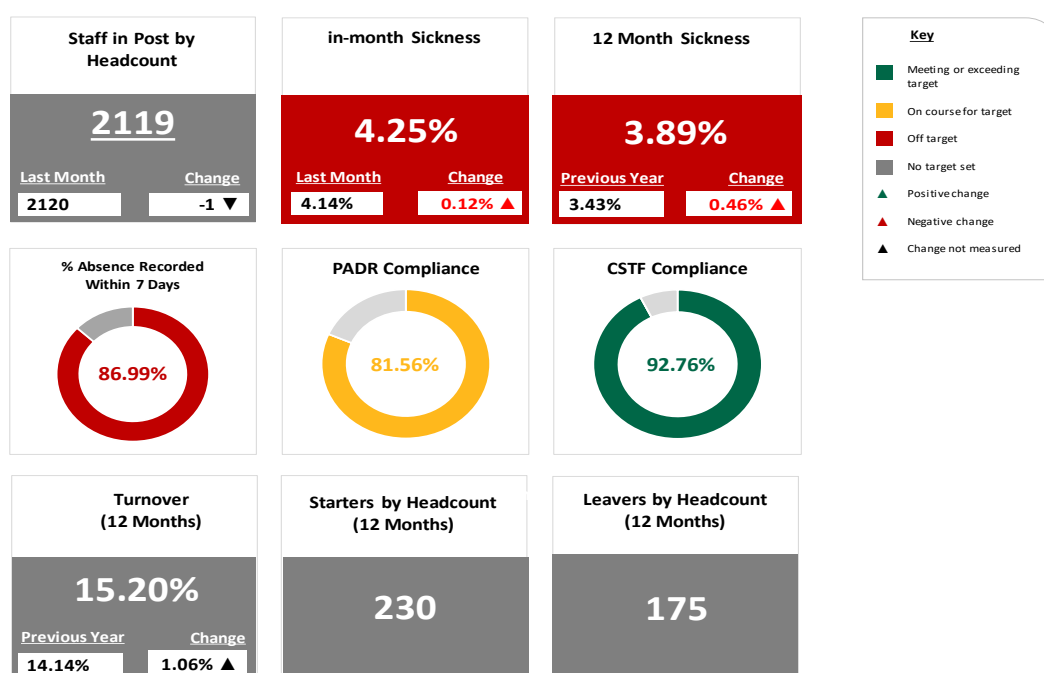 Staff in Post by
Headcount
2119
Last Month
Change
2120
-1 ▼
in-month Sickness
4.25%
Last Month
Change
4.14%
0.12% ▲
12 Month Sickness
3.89%
Previous Year
Change
3.43%
0.46% ▲
Key
Meeting or exceeding
target
On course for target
Off target
No target set
Positive change
Negative change
Change not measured
% Absence Recorded
Within 7 Days
86.99%
PADR Compliance
81.56%
CSTF Compliance
92.76%
Turnover
(12 Months)
15.20%
Previous Year
Change
14.14%
1.06% ▲
Starters by Headcount
(12 Months)
230
Leavers by Headcount
(12 Months)
175